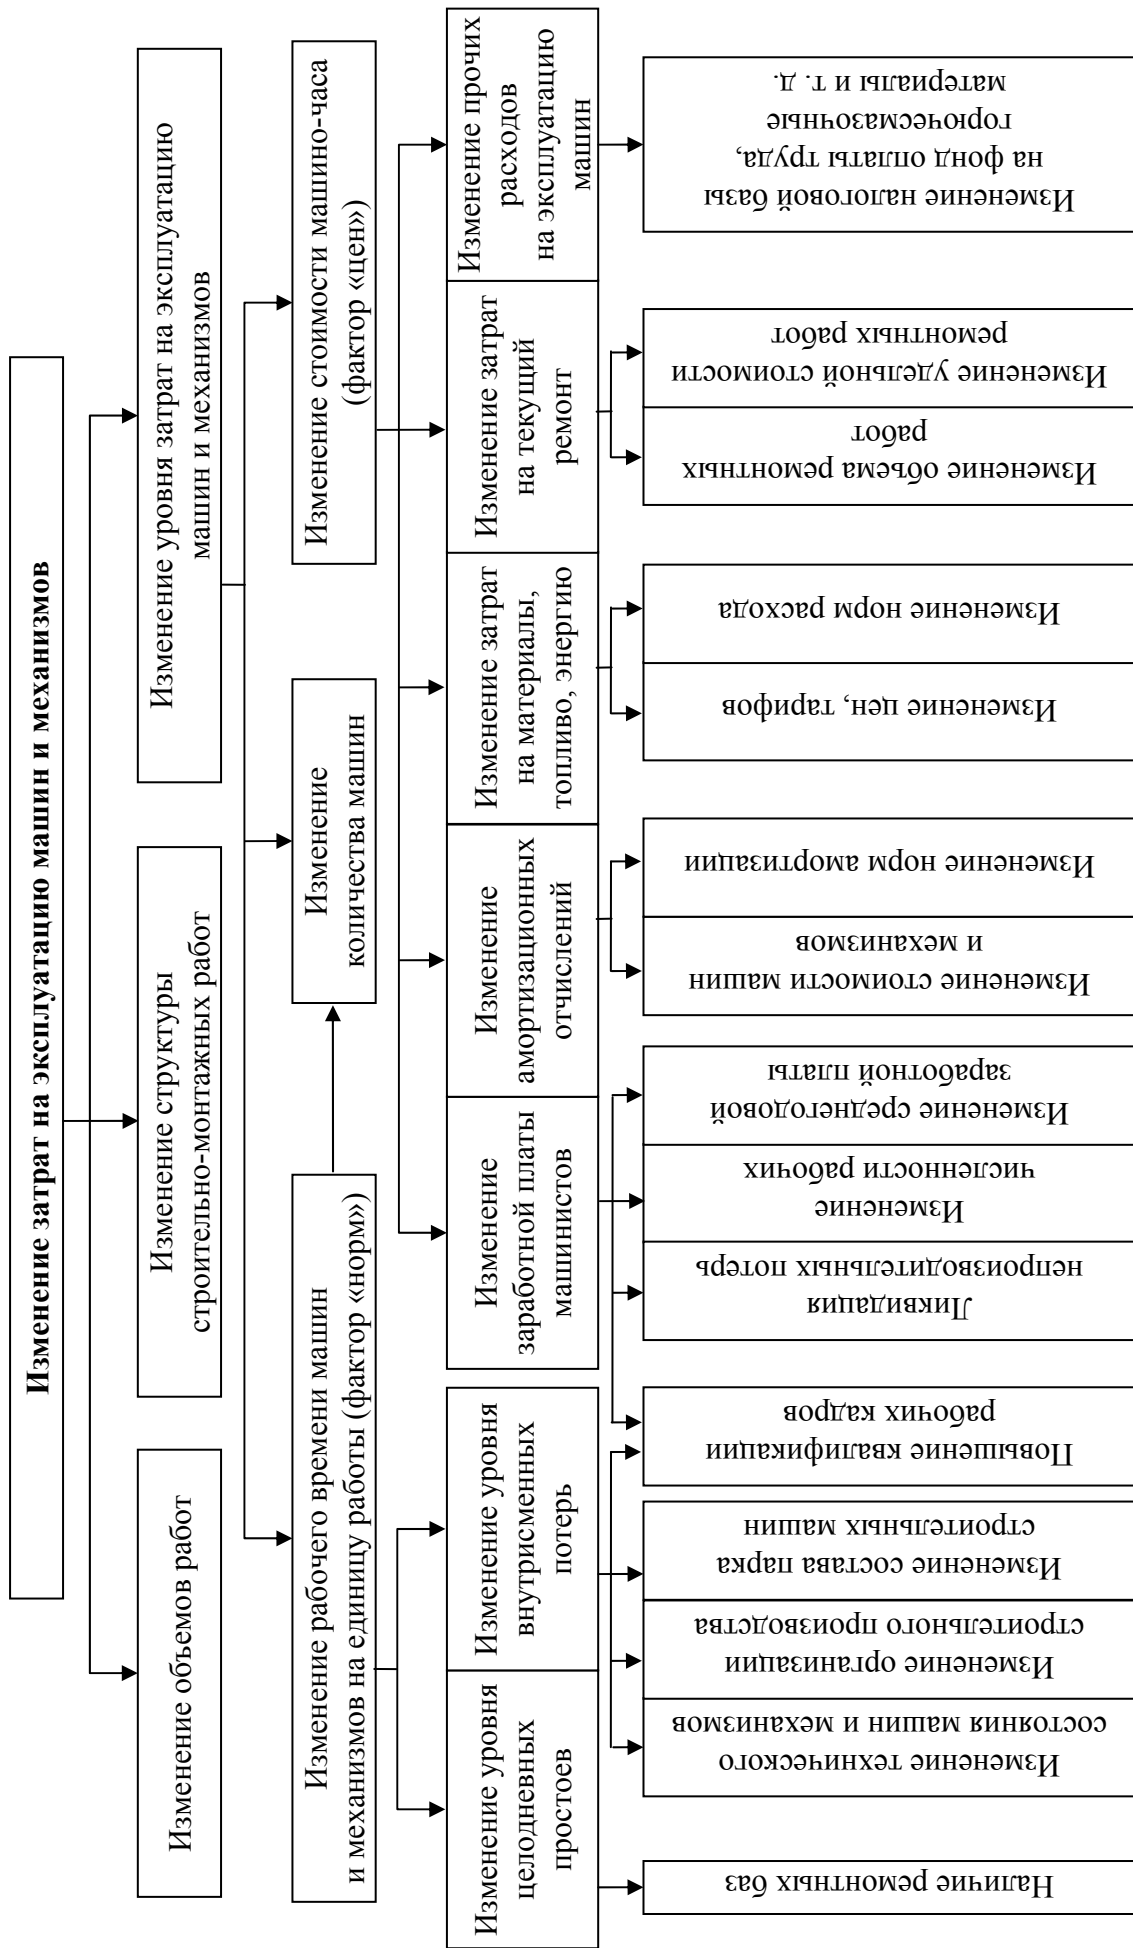 Изменение затрат на эксплуатацию машин и механизмов
Изменение объемов работ
Изменение структуры
строительно-монтажных работ
Изменение уровня затрат на эксплуатацию
машин и механизмов
Изменение рабочего времени машин
и механизмов на единицу работы (фактор «норм»)
Изменение
количества машин
Изменение стоимости машино-часа
(фактор «цен»)
Изменение уровня
целодневных
простоев
Изменение уровня
внутрисменных
потерь
Изменение
заработной платы
машинистов
Изменение
амортизационных
отчислений
Изменение затрат
на материалы,
топливо, энергию
Изменение затрат
на текущий
ремонт
Изменение прочих
расходов
на эксплуатацию
машин
Наличие ремонтных баз
Изменение технического
состояния машин и механизмов
Изменение организации
строительного производства
Изменение состава парка
строительных машин
Повышение квалификации
рабочих кадров
Ликвидация
непроизводительных потерь
Изменение
численности рабочих
Изменение среднегодовой
заработной платы
Изменение стоимости машин
и механизмов
Изменение норм амортизации
Изменение цен, тарифов
Изменение норм расхода
Изменение объема ремонтных
работ
Изменение удельной стоимости
ремонтных работ
Изменение налоговой базы
на фонд оплаты труда,
горючесмазочные
материалы и т. д.